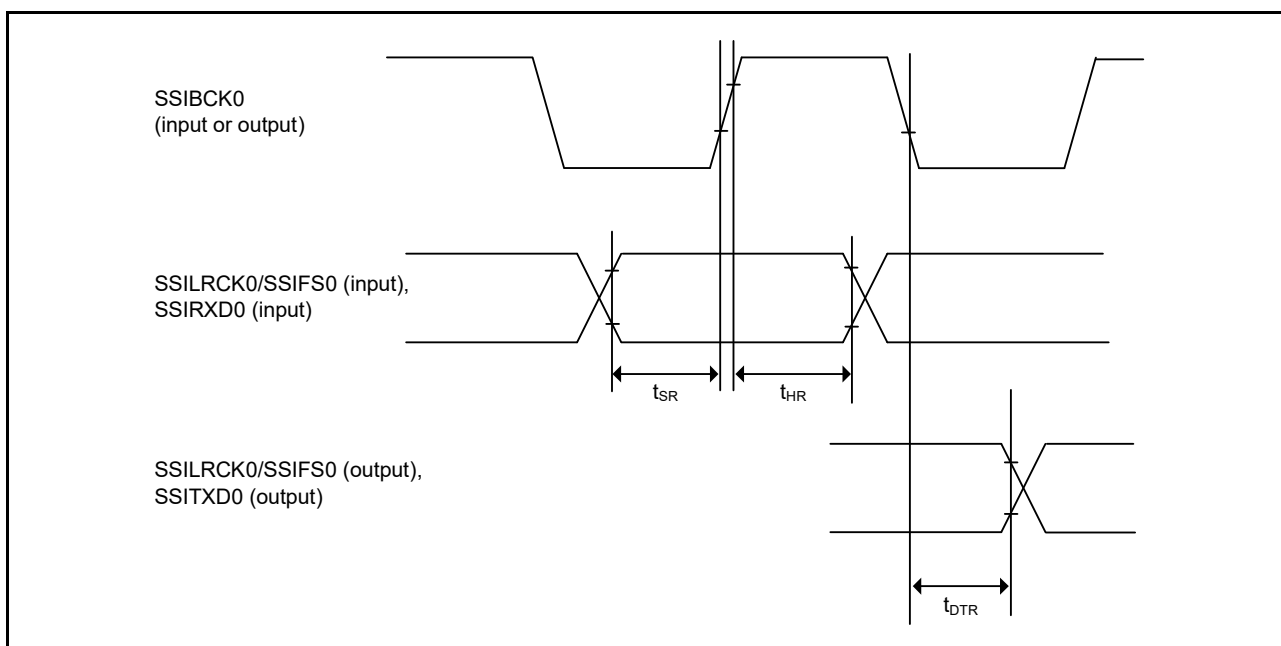 SSIBCK0
(input or output)
SSILRCK0/SSIFS0 (input),
SSIRXD0 (input)
tSR
tHR
SSILRCK0/SSIFS0 (output),
SSITXD0 (output)
tDTR